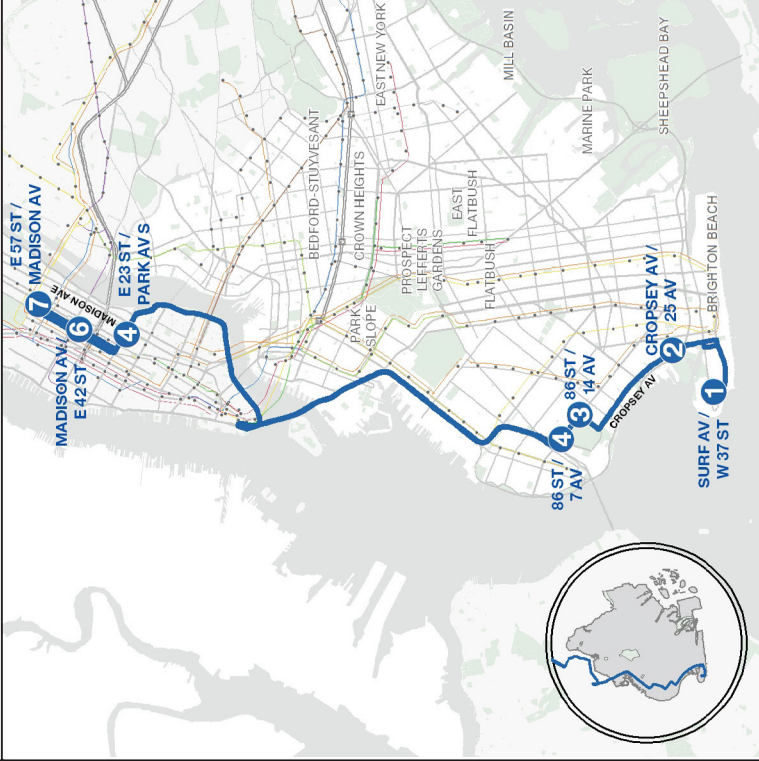 E 57 ST /
MADISON AV
7
MADISON AVE
6
MADISON AV /
E 42 ST
4
E 23 ST /
PARK AV S
BEDFORD-STUYVESANT
CROWN HEIGHTS
EAST NEW YORK
PROSPECT
LEFFERTS
GARDENS
EAST
FLATBUSH
FLATBUSH
PARK
SLOPE
MILL BASIN
MARINE PARK
SHEEPSHEAD BAY
BRIGHTON BEACH
86 ST /
7 AV
4
86 ST /
14 AV
3
CROPSEY AV
CROPSEY AV /
25 AV
2
1
SURF AV /
W 37 ST